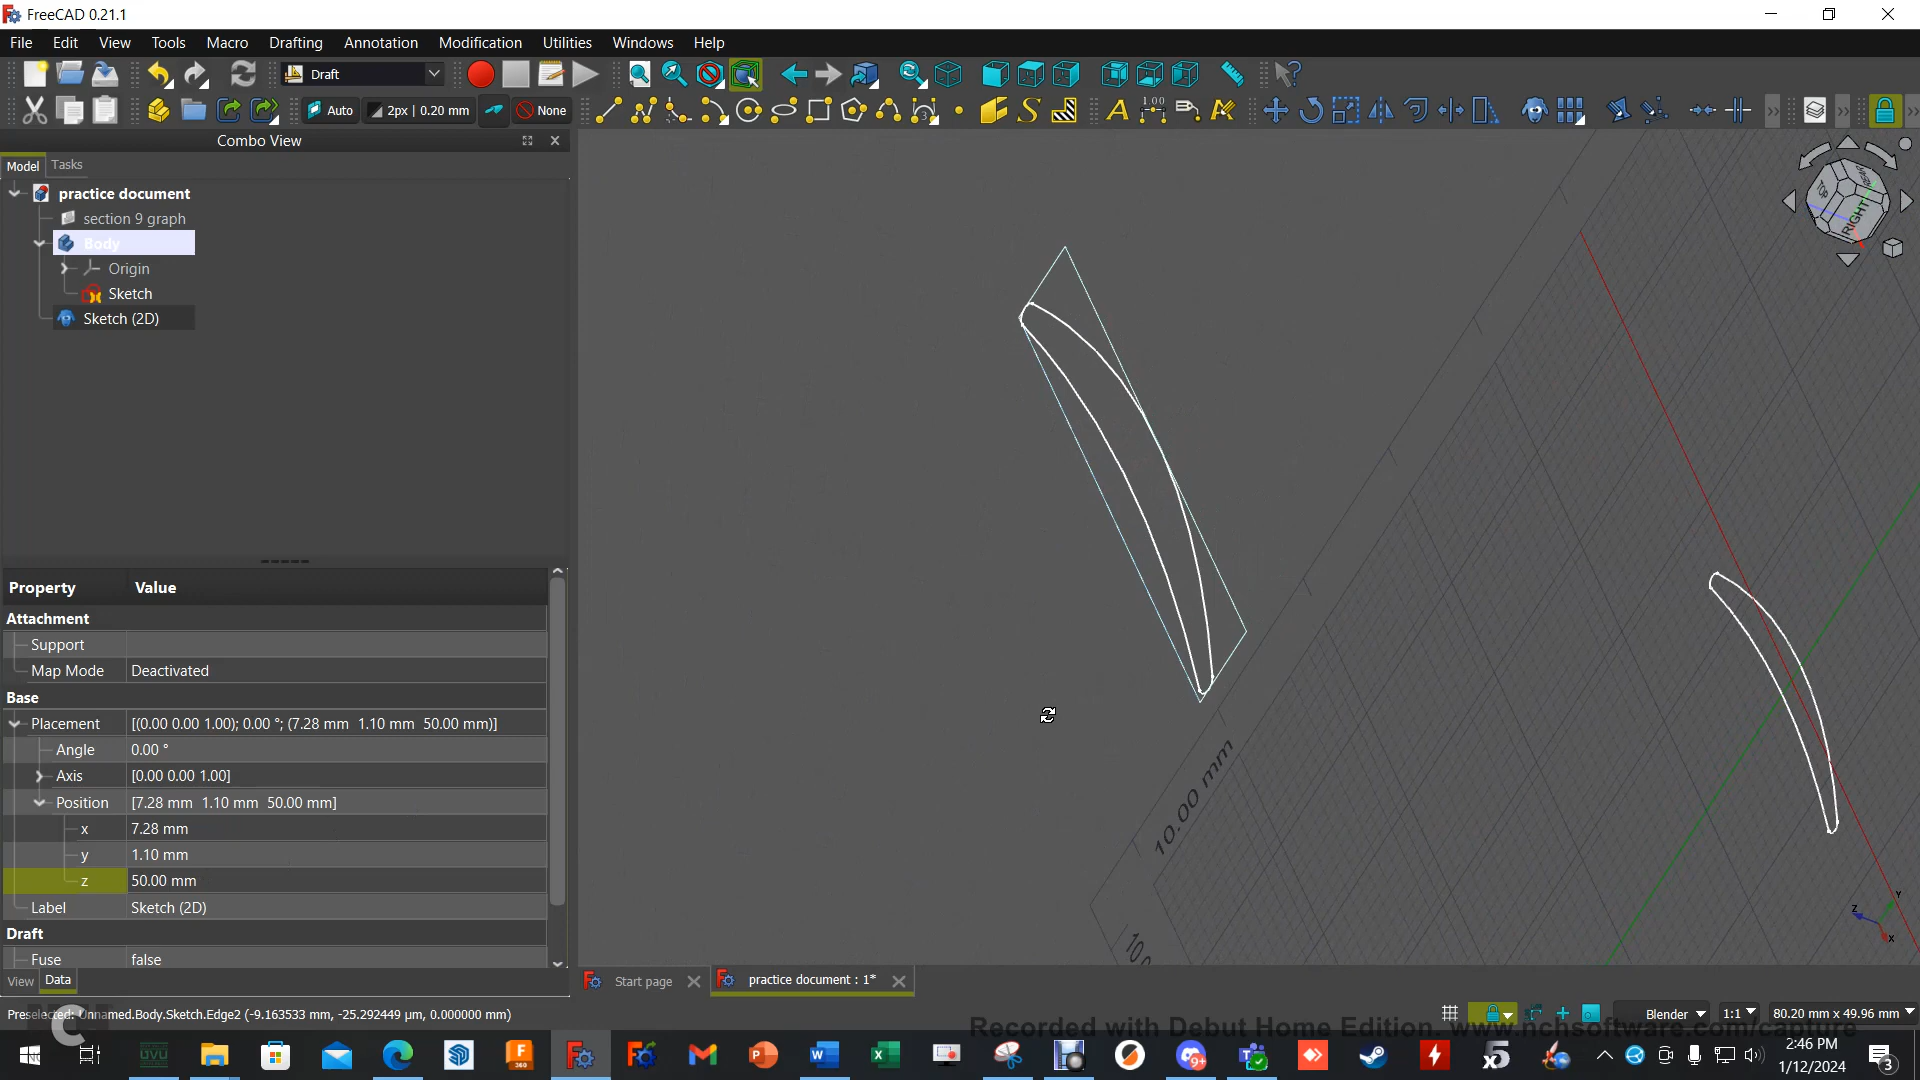 FreeCAD 0.21.1
File Edit View Tools Macro Drafting Annotation Modification Utilities Windows Help
Draft
Auto 2px | 0.20 mm None
Combo View
Model Tasks
practice document
section 9 graph
Body
Origin
Sketch
Sketch (2D)
TOP RIGHT
10.00 mm
Property Value
Attachment
Support
Map Mode Deactivated
Base
Placement [(0.00 0.00 1.00); 0.00 °; (7.28 mm 1.10 mm 50.00 mm)]
Angle 0.00 °
Axis [0.00 0.00 1.00]
Position [7.28 mm 1.10 mm 50.00 mm]
x 7.28 mm
y 1.10 mm
z 50.00 mm
Label Sketch (2D)
Draft
Fuse false
View Data
Z Y X
Start page practice document : 1*
Preselected: Unnamed.Body.Sketch.Edge2 (-9.163533 mm, -25.292449 μm, 0.000000 mm)
Blender 1:1 80.20 mm x 49.96 mm
Recorded with Debut Home Edition. www.nchsoftware.com/capture
2:46 PM
1/12/2024
3